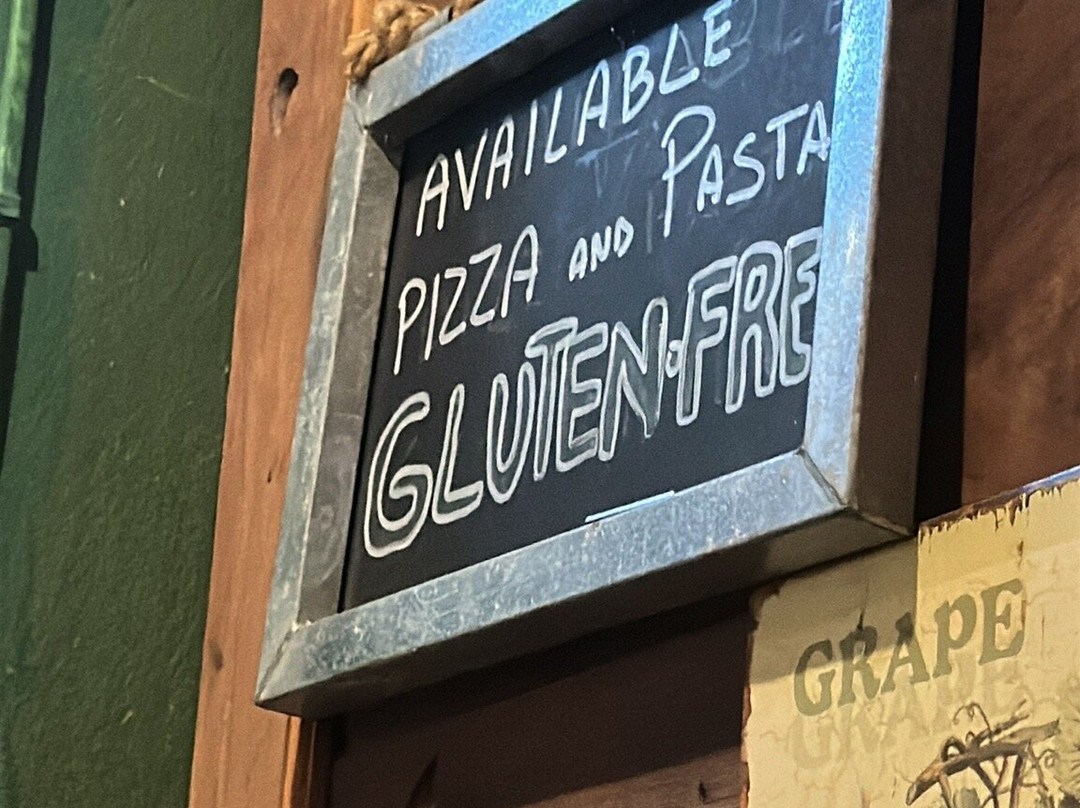 AVAILABLE
PIZZA AND PASTA
GLUTEN-FRE
GRAPE